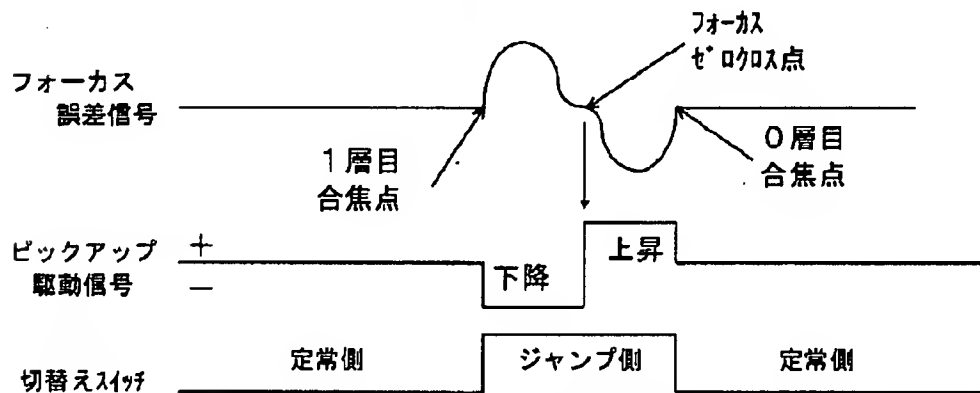 フォーカス
ｾﾞﾛｸﾛｽ点
フォーカス
誤差信号
1層目
合焦点
0層目
合焦点
ピックアップ
駆動信号
＋
－
下降
上昇
切替えｽｲｯﾁ
定常側
ジャンプ側
定常側